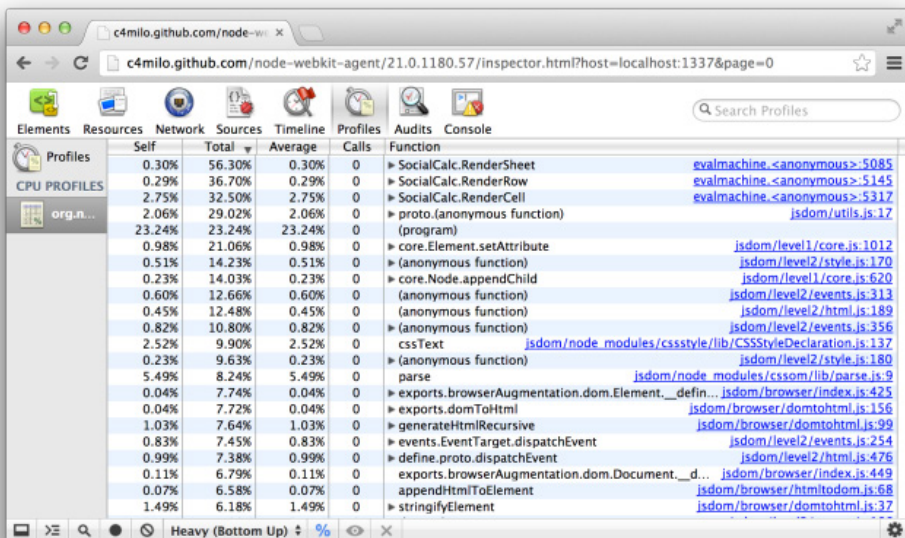 c4milo.github.com/node-we
c4milo.github.com/node-webkit-agent/21.0.1180.57/inspector.html?host=localhost:1337&page=0
Elements Resources Network Sources Timeline Profiles Audits Console Search Profiles
Profiles
CPU PROFILES
org.n...
Self Total Average Calls Function
0.30% 56.30% 0.30% 0 SocialCalc.RenderSheet evalmachine.<anonymous>:5085
0.29% 36.70% 0.29% 0 SocialCalc.RenderRow evalmachine.<anonymous>:5145
2.75% 32.50% 2.75% 0 SocialCalc.RenderCell evalmachine.<anonymous>:5317
2.06% 29.02% 2.06% 0 proto.(anonymous function) jsdom/utils.js:17
23.24% 23.24% 23.24% 0 (program)
0.98% 21.06% 0.98% 0 core.Element.setAttribute jsdom/level1/core.js:1012
0.51% 14.23% 0.51% 0 (anonymous function) jsdom/level2/style.js:170
0.23% 14.03% 0.23% 0 core.Node.appendChild jsdom/level1/core.js:620
0.60% 12.66% 0.60% 0 (anonymous function) jsdom/level2/events.js:313
0.45% 12.48% 0.45% 0 (anonymous function) jsdom/level2/html.js:189
0.82% 10.80% 0.82% 0 (anonymous function) jsdom/level2/events.js:356
2.52% 9.90% 2.52% 0 cssText jsdom/node_modules/cssstyle/lib/CSSStyleDeclaration.js:137
0.23% 9.63% 0.23% 0 (anonymous function) jsdom/level2/style.js:180
5.49% 8.24% 5.49% 0 parse jsdom/node_modules/cssom/lib/parse.js:9
0.04% 7.74% 0.04% 0 exports.browserAugmentation.dom.Element.__defin... jsdom/browser/index.js:425
0.04% 7.72% 0.04% 0 exports.domToHtml jsdom/browser/domtohtml.js:156
1.03% 7.64% 1.03% 0 generateHtmlRecursive jsdom/browser/domtohtml.js:99
0.83% 7.45% 0.83% 0 events.EventTarget.dispatchEvent jsdom/level2/events.js:254
0.99% 7.38% 0.99% 0 define.proto.dispatchEvent jsdom/level2/html.js:476
0.11% 6.79% 0.11% 0 exports.browserAugmentation.dom.Document.__d... jsdom/browser/index.js:449
0.07% 6.58% 0.07% 0 appendHtmlToElement jsdom/browser/htmltodom.js:68
1.49% 6.18% 1.49% 0 stringifyElement jsdom/browser/domtohtml.js:37
Heavy (Bottom Up) %